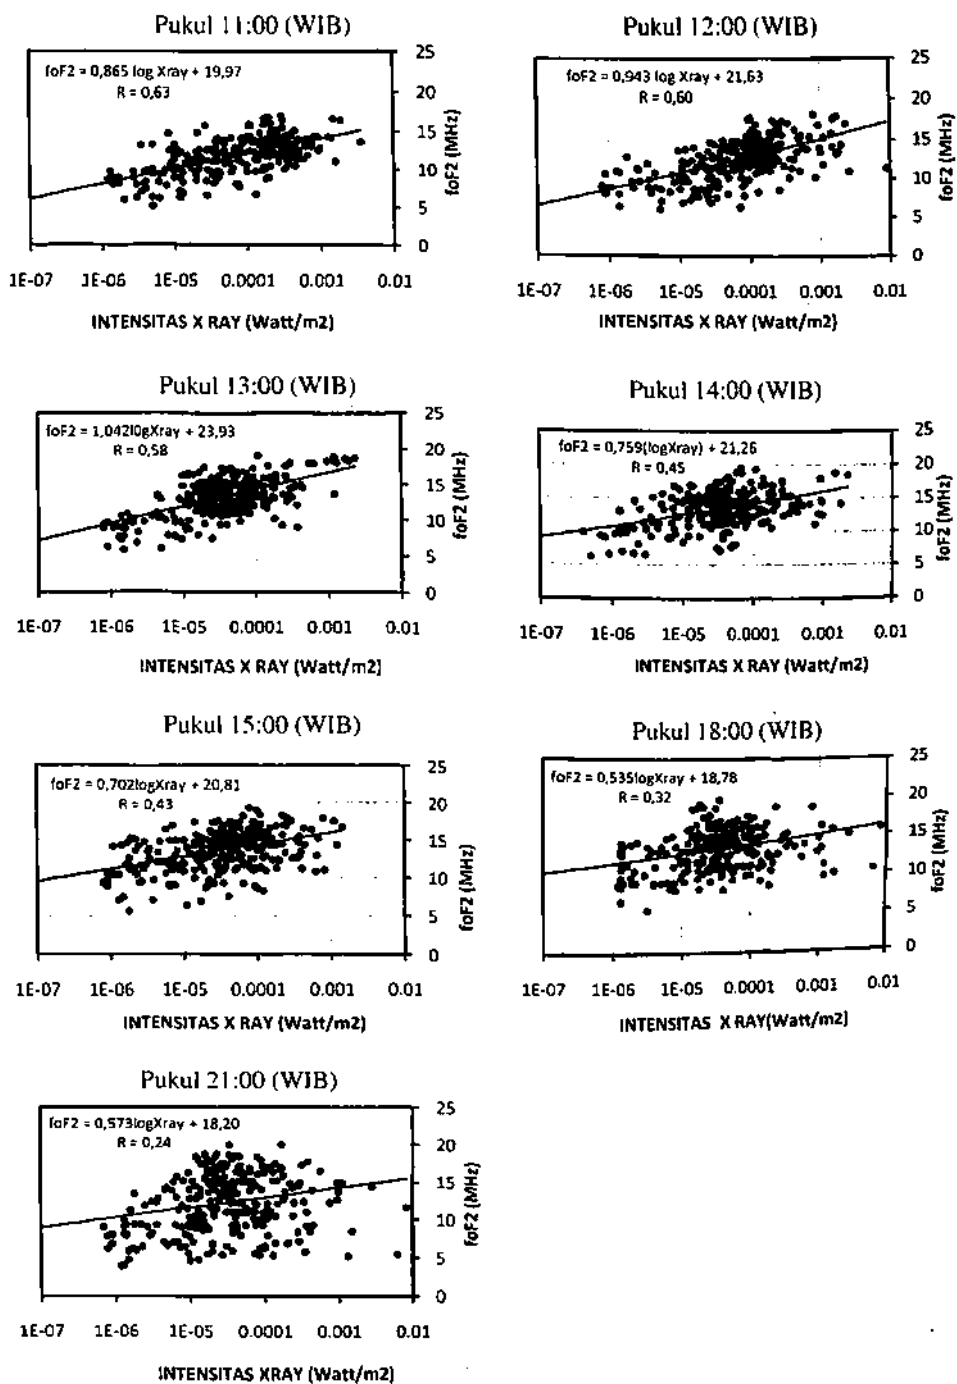 Pukul 11:00 (WIB)
foF2 = 0,865 log Xray + 19,97
R = 0,63
25
20
15
10
5
0
foF2 (MHz)
1E-07 1E-06 1E-05 0.0001 0.001 0.01
INTENSITAS X RAY (Watt/m2)
Pukul 12:00 (WIB)
foF2 = 0,943 log Xray + 21,63
R = 0,60
25
20
15
10
5
0
foF2 (MHz)
1E-07 1E-06 1E-05 0.0001 0.001 0.01
INTENSITAS X RAY (Watt/m2)
Pukul 13:00 (WIB)
foF2 = 1,042logXray + 23,93
R = 0,58
25
20
15
10
5
0
foF2 (MHz)
1E-07 1E-06 1E-05 0.0001 0.001 0.01
INTENSITAS X RAY (Watt/m2)
Pukul 14:00 (WIB)
foF2 = 0,759(logXray) + 21,26
R = 0,45
25
20
15
10
5
0
foF2 (MHz)
1E-07 1E-06 1E-05 0.0001 0.001 0.01
INTENSITAS X RAY (Watt/m2)
Pukul 15:00 (WIB)
foF2 = 0,702logXray + 20,81
R = 0,43
25
20
15
10
5
0
foF2 (MHz)
1E-07 1E-06 1E-05 0.0001 0.001 0.01
INTENSITAS X RAY (Watt/m2)
Pukul 18:00 (WIB)
foF2 = 0,535logXray + 18,78
R = 0,32
25
20
15
10
5
0
foF2 (MHz)
1E-07 1E-06 1E-05 0.0001 0.001 0.01
INTENSITAS X RAY(Watt/m2)
Pukul 21:00 (WIB)
foF2 = 0,573logXray + 18,20
R = 0,24
25
20
15
10
5
0
foF2 (MHz)
1E-07 1E-06 1E-05 0.0001 0.001 0.01
INTENSITAS XRAY (Watt/m2)